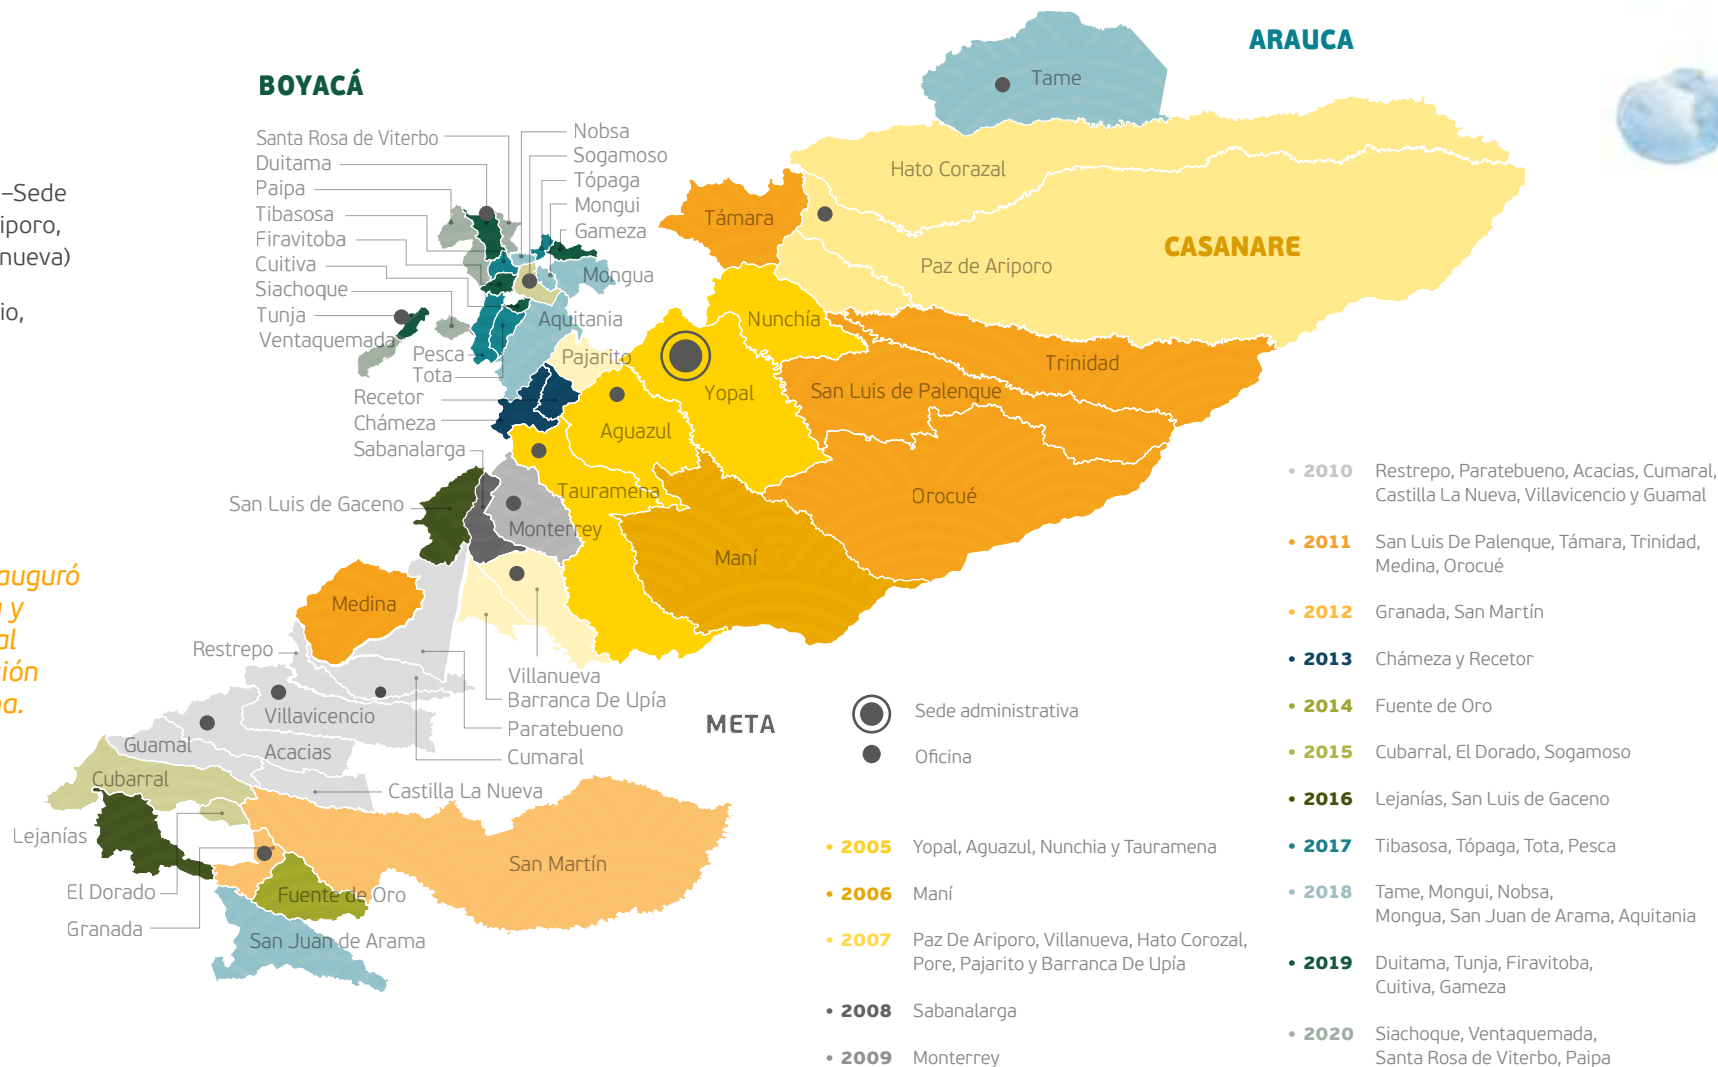 –Sede
iporo,
nueva)
io,
auguró
y
al
sión
a.
BOYACÁ
ARAUCA
CASANARE
META
Santa Rosa de Viterbo
Duitama
Paipa
Tibasosa
Firavitoba
Cuitiva
Siachoque
Tunja
Ventaquemada
Nobsa
Sogamoso
Tópaga
Mongui
Gameza
Mongua
Aquitania
Pajarito
Pesca
Tota
Recetor
Chámeza
Sabanalarga
San Luis de Gaceno
Tame
Hato Corazal
Támara
Paz de Ariporo
Nunchía
Trinidad
San Luis de Palenque
Yopal
Aguazul
Orocué
Tauramena
Monterrey
Maní
Medina
Restrepo
Villavicencio
Guamal
Acacias
Cubarral
Villanueva
Barranca De Upía
Paratebueno
Cumaral
Castilla La Nueva
Lejanías
San Martín
El Dorado
Fuente de Oro
Granada
San Juan de Arama
Sede administrativa
Oficina
• 2005 Yopal, Aguazul, Nunchia y Tauramena
• 2006 Maní
• 2007 Paz De Ariporo, Villanueva, Hato Corozal,
Pore, Pajarito y Barranca De Upía
• 2008 Sabanalarga
• 2009 Monterrey
• 2010 Restrepo, Paratebueno, Acacias, Cumaral,
Castilla La Nueva, Villavicencio y Guamal
• 2011 San Luis De Palenque, Támara, Trinidad,
Medina, Orocué
• 2012 Granada, San Martín
• 2013 Chámeza y Recetor
• 2014 Fuente de Oro
• 2015 Cubarral, El Dorado, Sogamoso
• 2016 Lejanías, San Luis de Gaceno
• 2017 Tibasosa, Tópaga, Tota, Pesca
• 2018 Tame, Mongui, Nobsa,
Mongua, San Juan de Arama, Aquitania
• 2019 Duitama, Tunja, Firavitoba,
Cuitiva, Gameza
• 2020 Siachoque, Ventaquemada,
Santa Rosa de Viterbo, Paipa